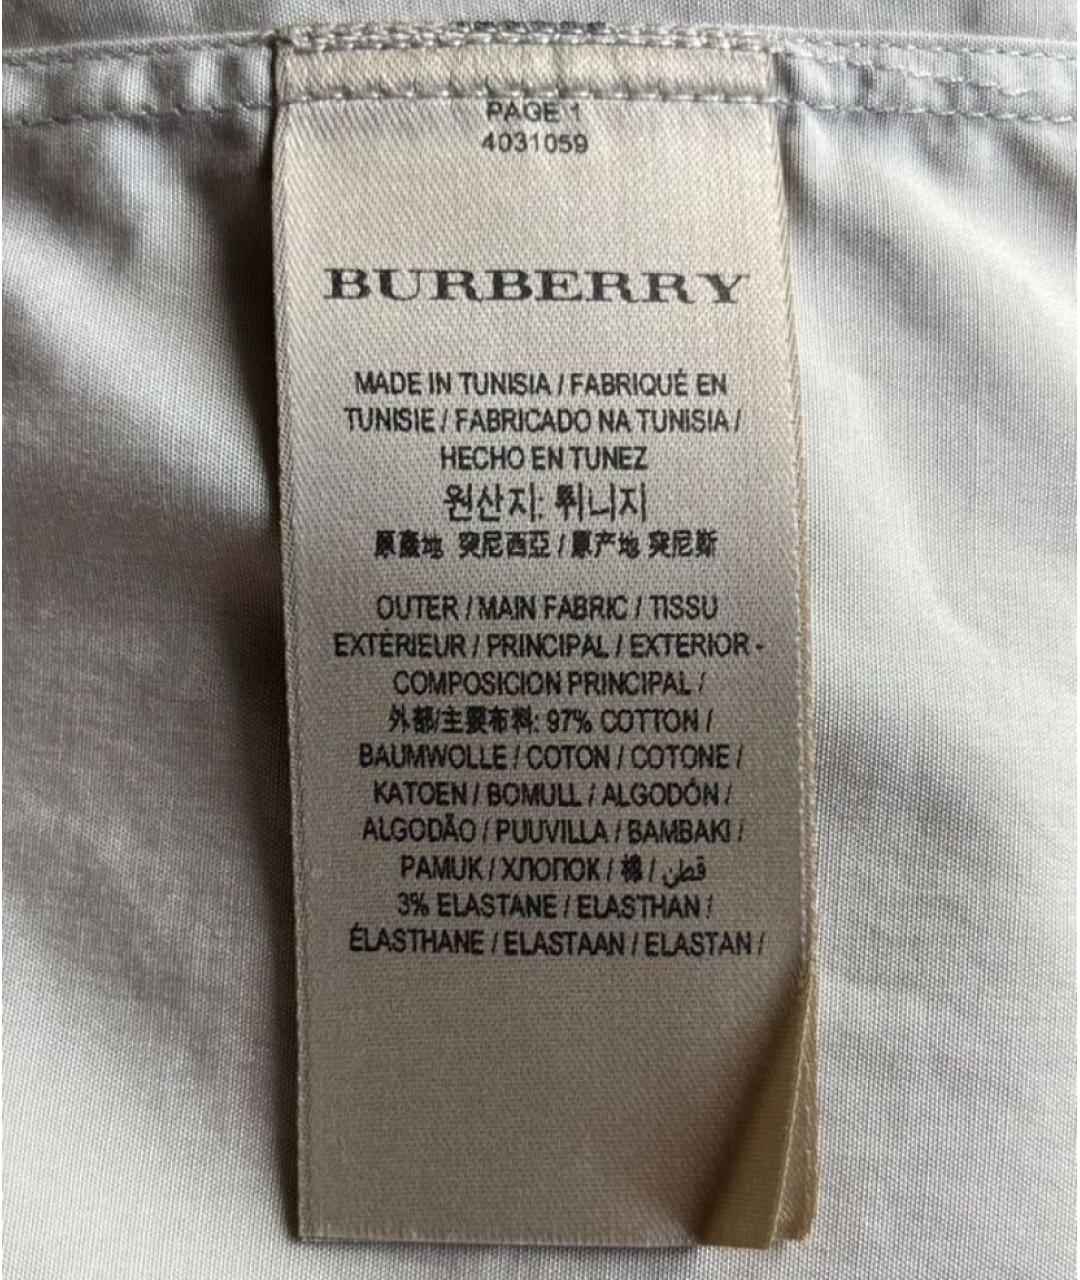 PAGE 1
4031059
BURBERRY
MADE IN TUNISIA / FABRIQUÉ EN
TUNISIE / FABRICADO NA TUNISIA /
HECHO EN TUNEZ
원산지: 튀니지
原產地 突尼西亞 / 原产地 突尼斯
OUTER / MAIN FABRIC / TISSU
EXTÉRIEUR / PRINCIPAL / EXTERIOR -
COMPOSICION PRINCIPAL /
外部/主要布料: 97% COTTON /
BAUMWOLLE / COTON / COTONE /
KATOEN / BOMULL / ALGODÓN /
ALGODÃO / PUUVILLA / BAMBAKI /
PAMUK / ХЛОПОК / 棉 / قطن
3% ELASTANE / ELASTHAN /
ÉLASTHANE / ELASTAAN / ELASTAN /